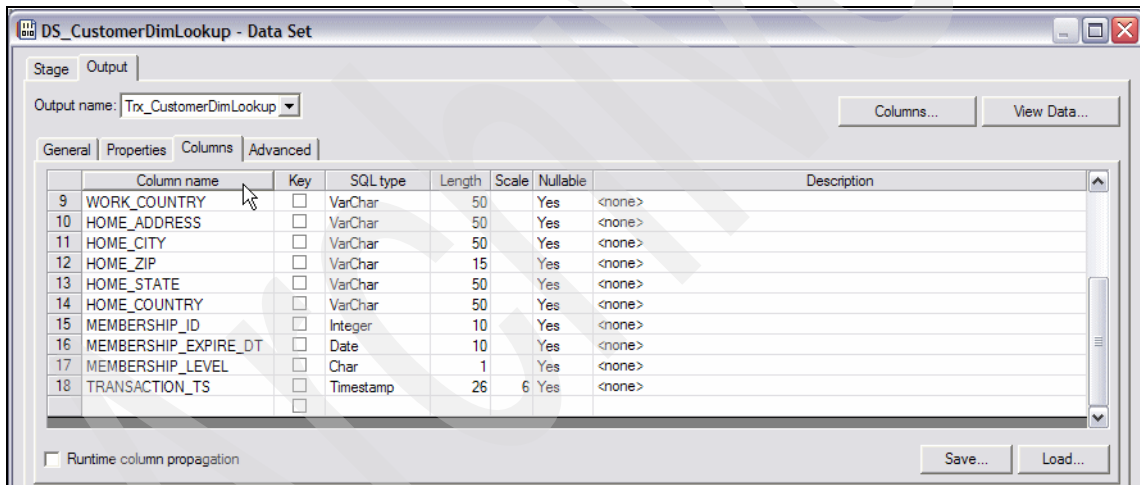 DS_CustomerDimLookup - Data Set
Stage Output
Output name: Trx_CustomerDimLookup Columns... View Data...
General Properties Columns Advanced
Column name Key SQL type Length Scale Nullable Description
9 WORK_COUNTRY VarChar 50 Yes <none>
10 HOME_ADDRESS VarChar 50 Yes <none>
11 HOME_CITY VarChar 50 Yes <none>
12 HOME_ZIP VarChar 15 Yes <none>
13 HOME_STATE VarChar 50 Yes <none>
14 HOME_COUNTRY VarChar 50 Yes <none>
15 MEMBERSHIP_ID Integer 10 Yes <none>
16 MEMBERSHIP_EXPIRE_DT Date 10 Yes <none>
17 MEMBERSHIP_LEVEL Char 1 Yes <none>
18 TRANSACTION_TS Timestamp 26 6 Yes <none>
Runtime column propagation Save... Load...